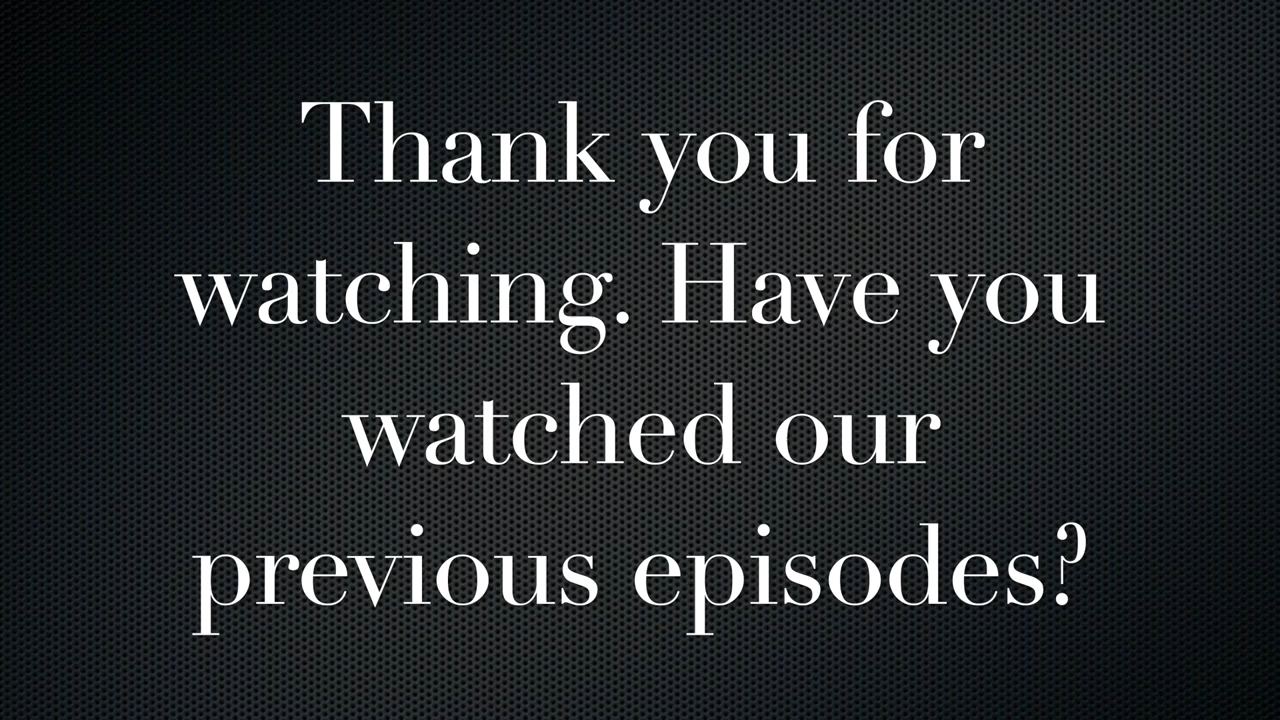 Thank you for
watching. Have you
watched our
previous episodes?